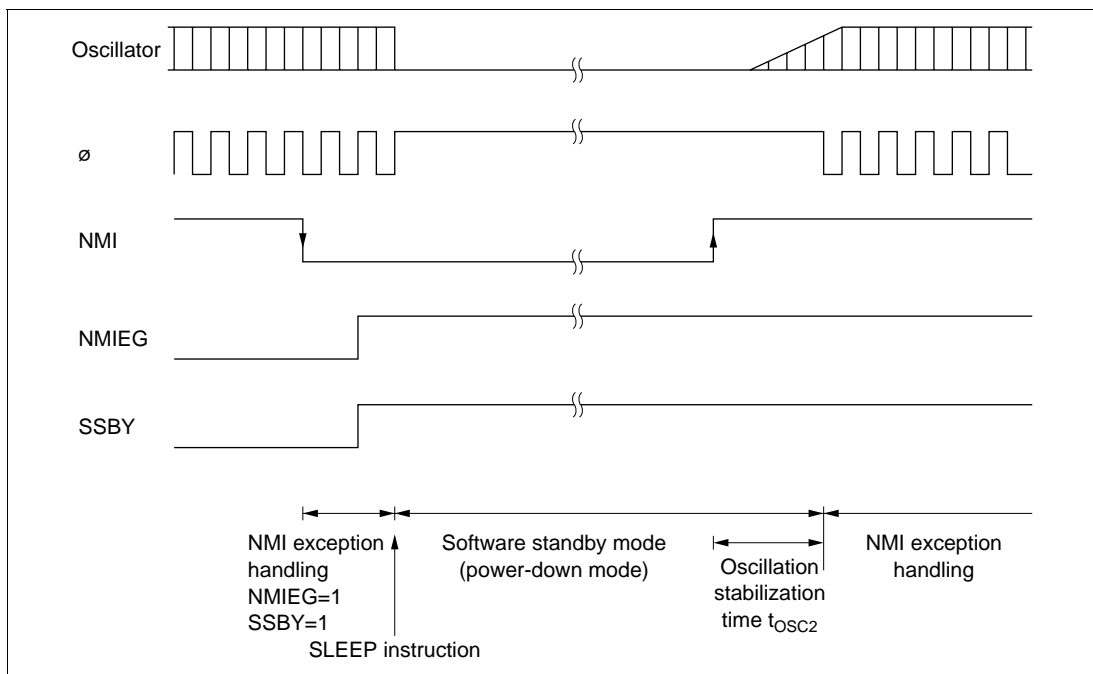 Oscillator
ø
NMI
NMIEG
SSBY
NMI exception
handling
NMIEG=1
SSBY=1
SLEEP instruction
Software standby mode
(power-down mode)
Oscillation
stabilization
time tOSC2
NMI exception
handling